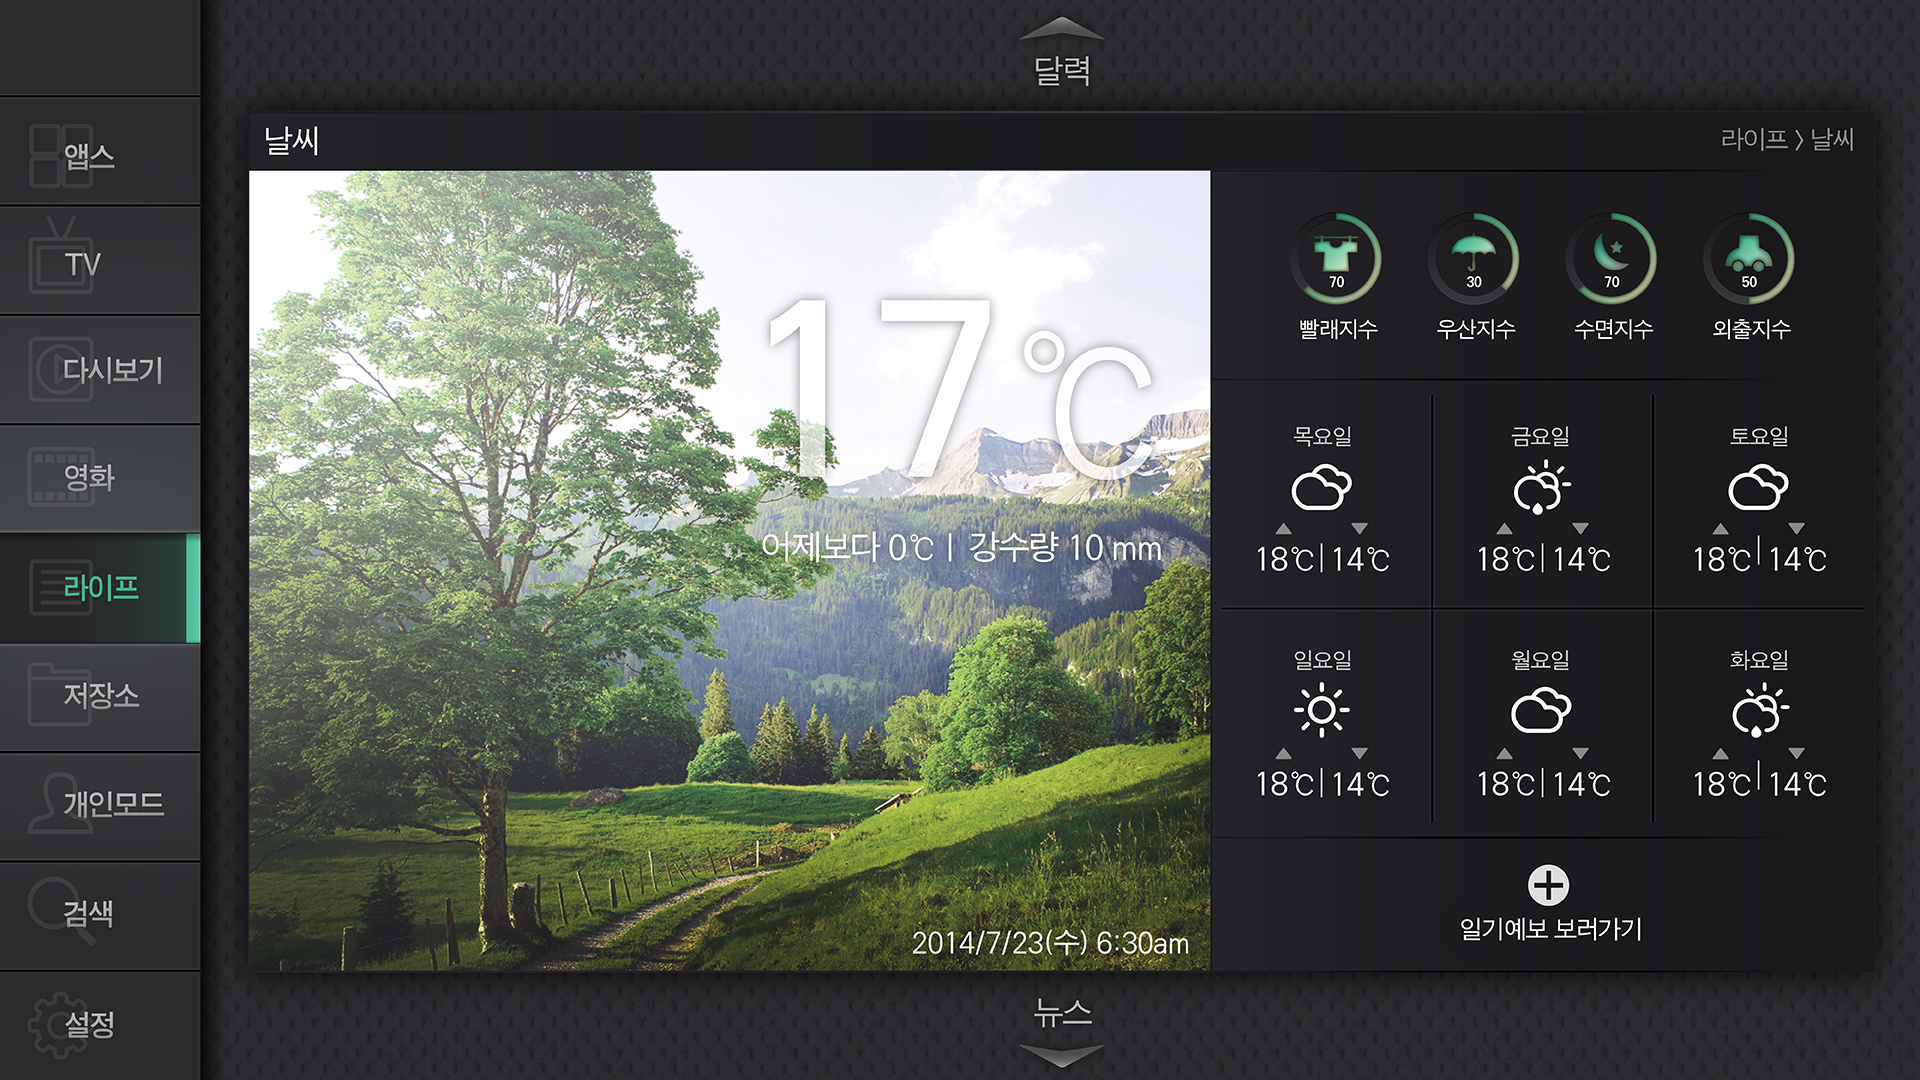 앱스
TV
다시보기
영화
라이프
저장소
개인모드
검색
설정
달력
날씨
라이프 〉 날씨
17℃
어제보다 0℃ | 강수량 10 mm
2014/7/23(수) 6:30am
70 30 70 50
빨래지수 우산지수 수면지수 외출지수
목요일 금요일 토요일
18℃|14℃ 18℃|14℃ 18℃|14℃
일요일 월요일 화요일
18℃|14℃ 18℃|14℃ 18℃|14℃
일기예보 보러가기
뉴스